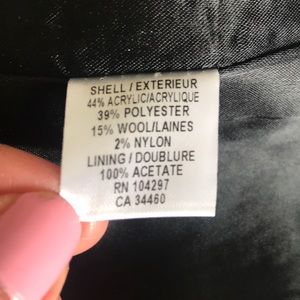 SHELL / EXTERIEUR
44% ACRYLIC/ACRYLIQUE
39% POLYESTER
15% WOOL/LAINES
2% NYLON
LINING / DOUBLURE
100% ACETATE
RN 104297
CA 34460